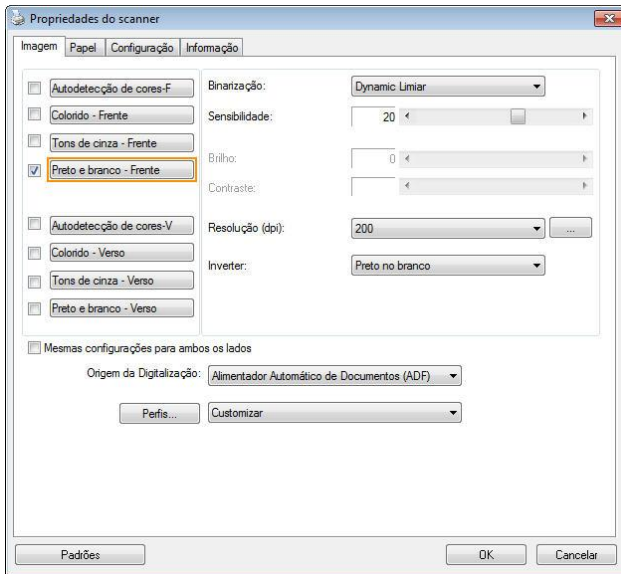 Propriedades do scanner
Imagem Papel Configuração Informação
Autodetecção de cores-F
Colorido - Frente
Tons de cinza - Frente
Preto e branco - Frente
Autodetecção de cores-V
Colorido - Verso
Tons de cinza - Verso
Preto e branco - Verso
Binarização: Dynamic Limiar
Sensibilidade: 20
Brilho: 0
Contraste:
Resolução (dpi): 200 ...
Inverter: Preto no branco
Mesmas configurações para ambos os lados
Origem da Digitalização: Alimentador Automático de Documentos (ADF)
Perfis... Customizar
Padrões OK Cancelar